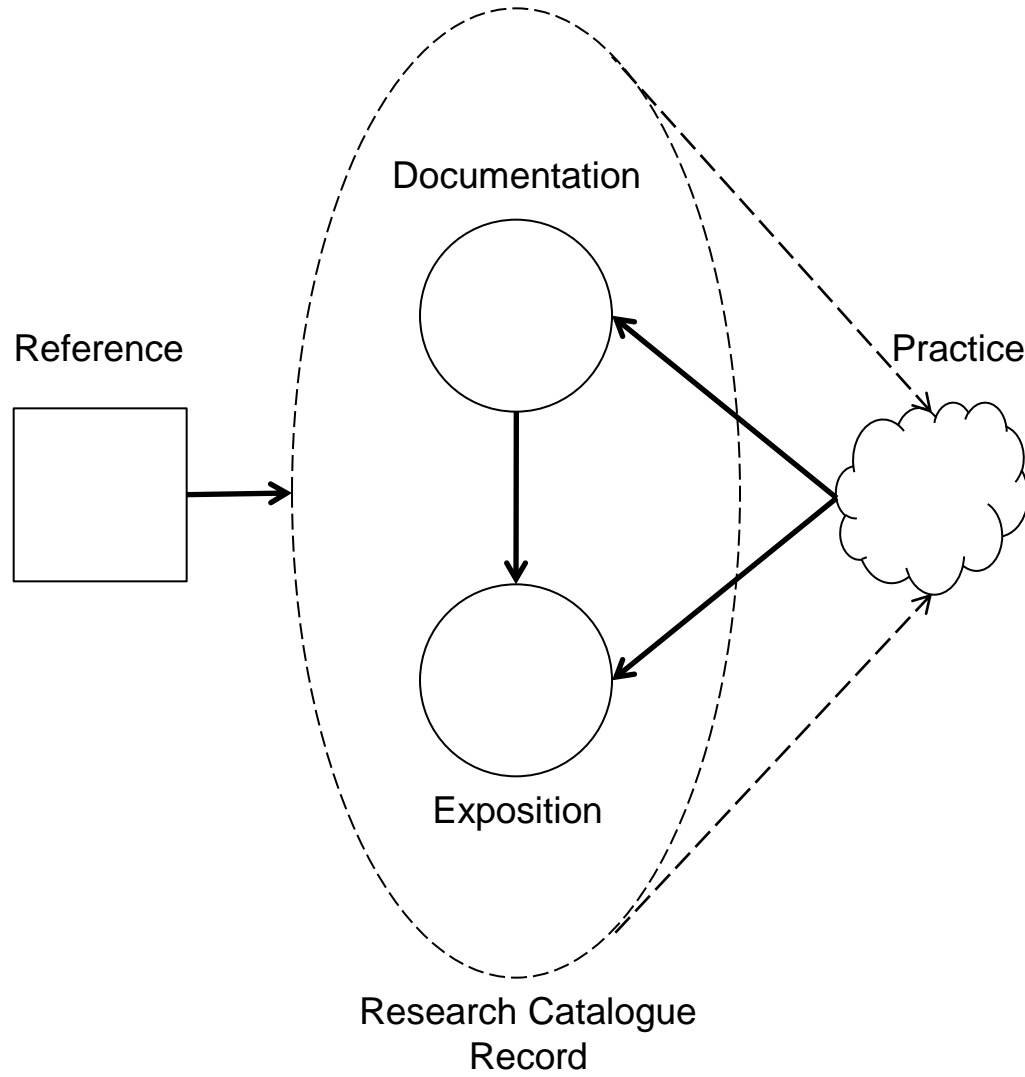 Documentation
Reference
Practice
Exposition
Research Catalogue
Record